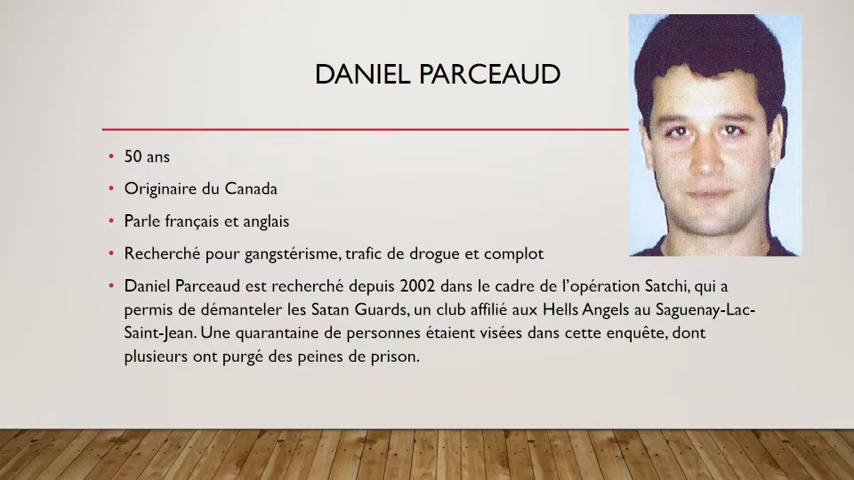 DANIEL PARCEAUD
• 50 ans
• Originaire du Canada
• Parle français et anglais
• Recherché pour gangstérisme, trafic de drogue et complot
• Daniel Parceaud est recherché depuis 2002 dans le cadre de l'opération Satchi, qui a
permis de démanteler les Satan Guards, un club affilié aux Hells Angels au Saguenay-Lac-
Saint-Jean. Une quarantaine de personnes étaient visées dans cette enquête, dont
plusieurs ont purgé des peines de prison.